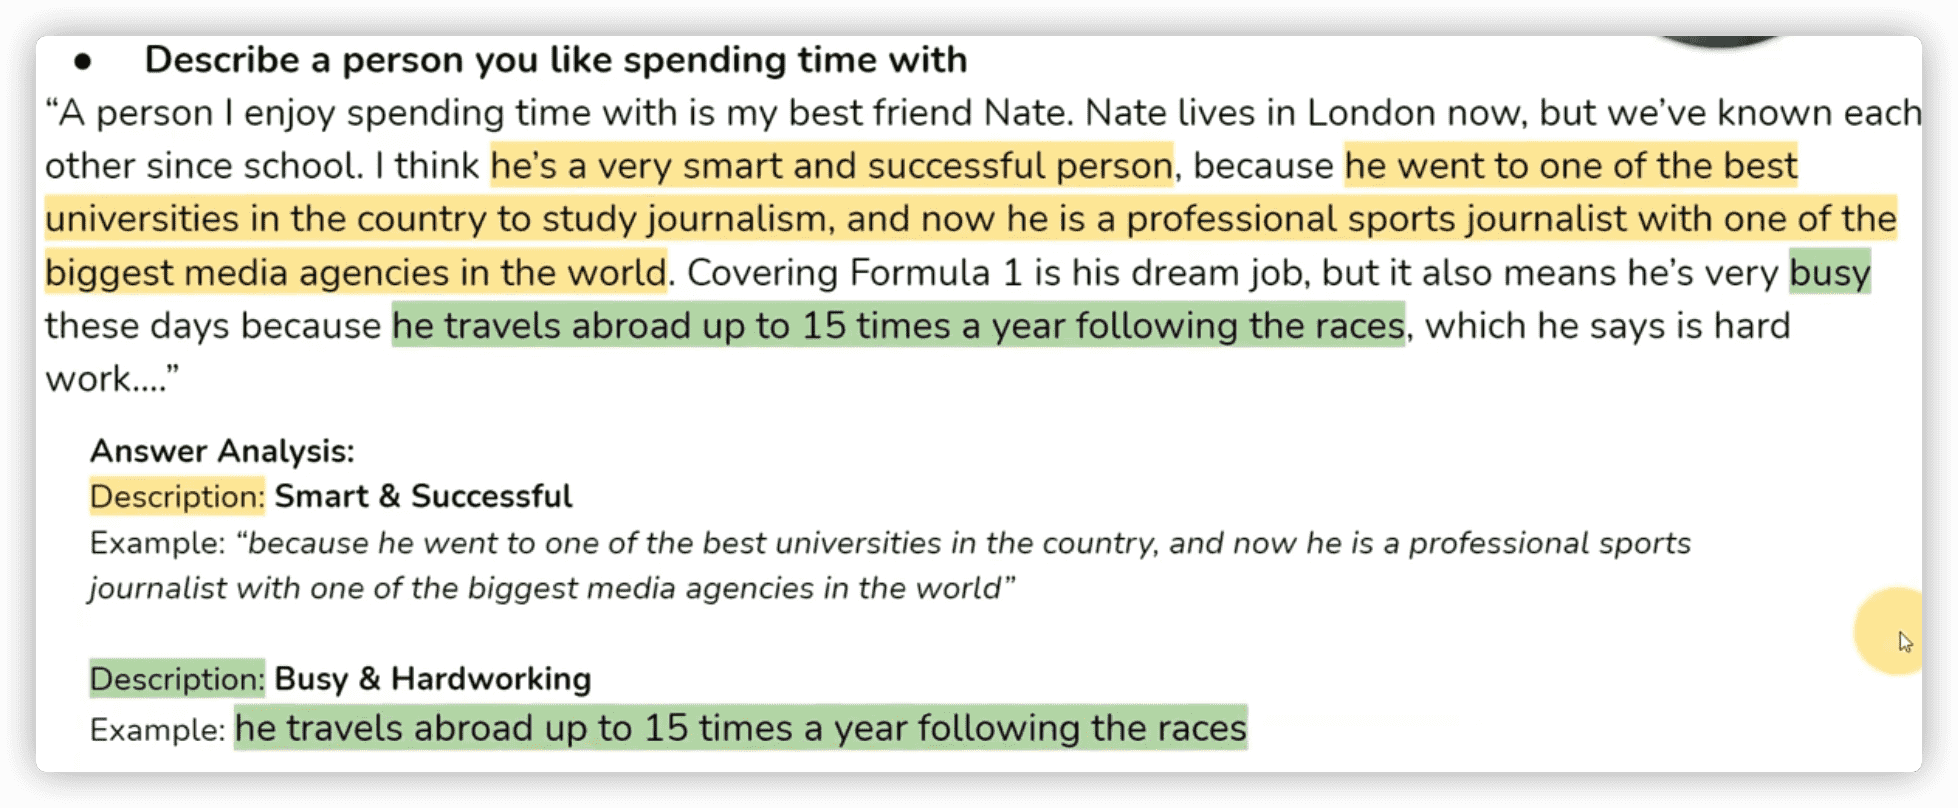 ● Describe a person you like spending time with
“A person I enjoy spending time with is my best friend Nate. Nate lives in London now, but we’ve known each
other since school. I think he’s a very smart and successful person, because he went to one of the best
universities in the country to study journalism, and now he is a professional sports journalist with one of the
biggest media agencies in the world. Covering Formula 1 is his dream job, but it also means he’s very busy
these days because he travels abroad up to 15 times a year following the races, which he says is hard
work....”
Answer Analysis:
Description: Smart & Successful
Example: “because he went to one of the best universities in the country, and now he is a professional sports
journalist with one of the biggest media agencies in the world”
Description: Busy & Hardworking
Example: he travels abroad up to 15 times a year following the races